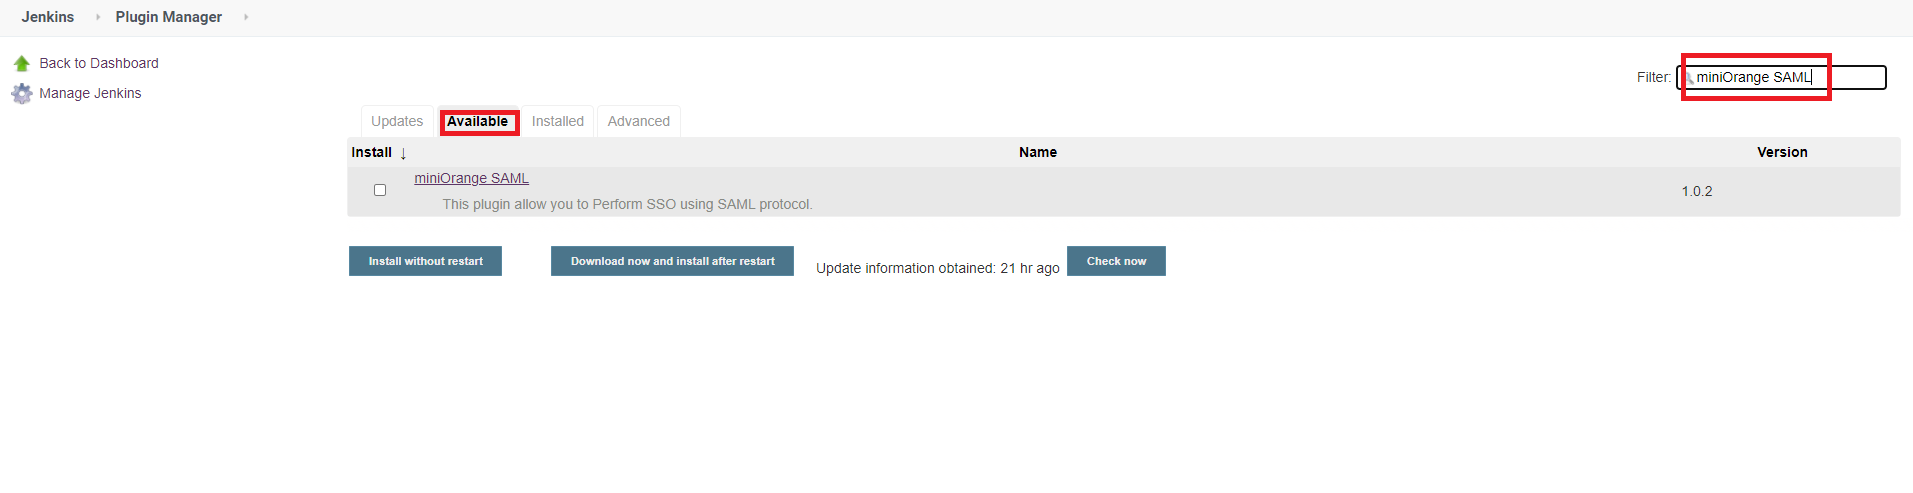 Jenkins Plugin Manager
Back to Dashboard
Manage Jenkins
Filter: miniOrange SAML
Updates Available Installed Advanced
Install ↓ Name Version
miniOrange SAML
This plugin allow you to Perform SSO using SAML protocol.
1.0.2
Install without restart Download now and install after restart Update information obtained: 21 hr ago Check now